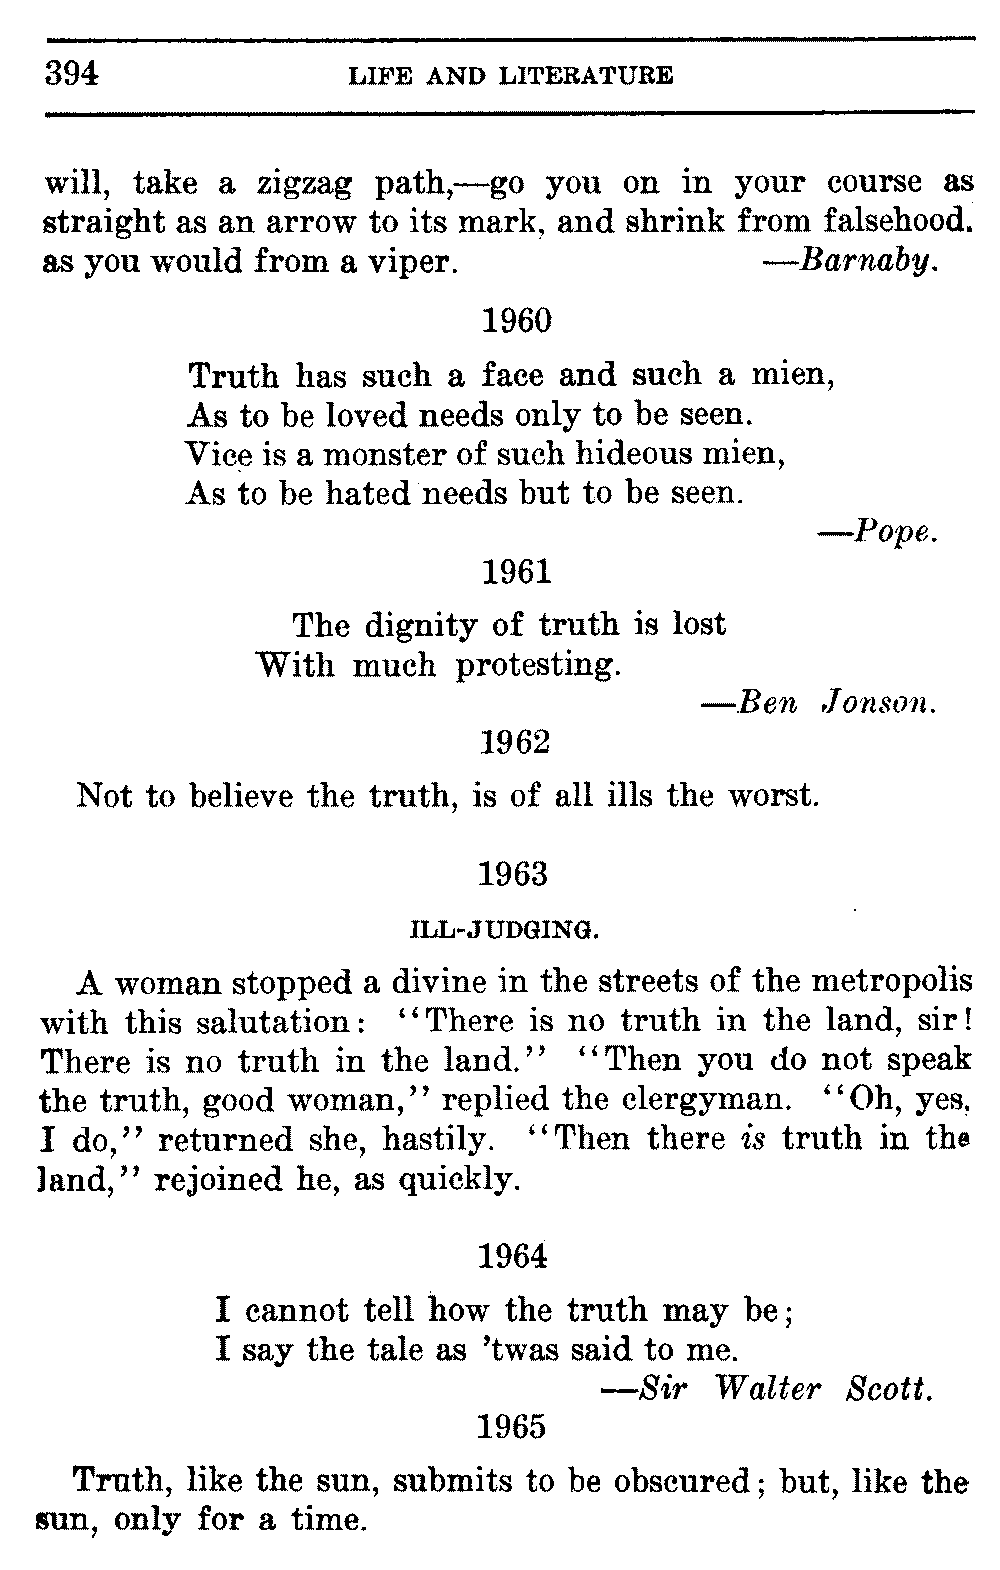 394 LIFE AND LITERATURE
will, take a zigzag path,—go you on in your course as
straight as an arrow to its mark, and shrink from falsehood.
as you would from a viper. —Barnaby.
1960
Truth has such a face and such a mien,
As to be loved needs only to be seen.
Vice is a monster of such hideous mien,
As to be hated needs but to be seen.
—Pope.
1961
The dignity of truth is lost
With much protesting.
—Ben Jonson.
1962
Not to believe the truth, is of all ills the worst.
1963
ILL-JUDGING.
A woman stopped a divine in the streets of the metropolis
with this salutation: “There is no truth in the land, sir!
There is no truth in the land.” “Then you do not speak
the truth, good woman,” replied the clergyman. “Oh, yes,
I do,” returned she, hastily. “Then there is truth in the
land,” rejoined he, as quickly.
1964
I cannot tell how the truth may be;
I say the tale as ’twas said to me.
—Sir Walter Scott.
1965
Truth, like the sun, submits to be obscured; but, like the
sun, only for a time.